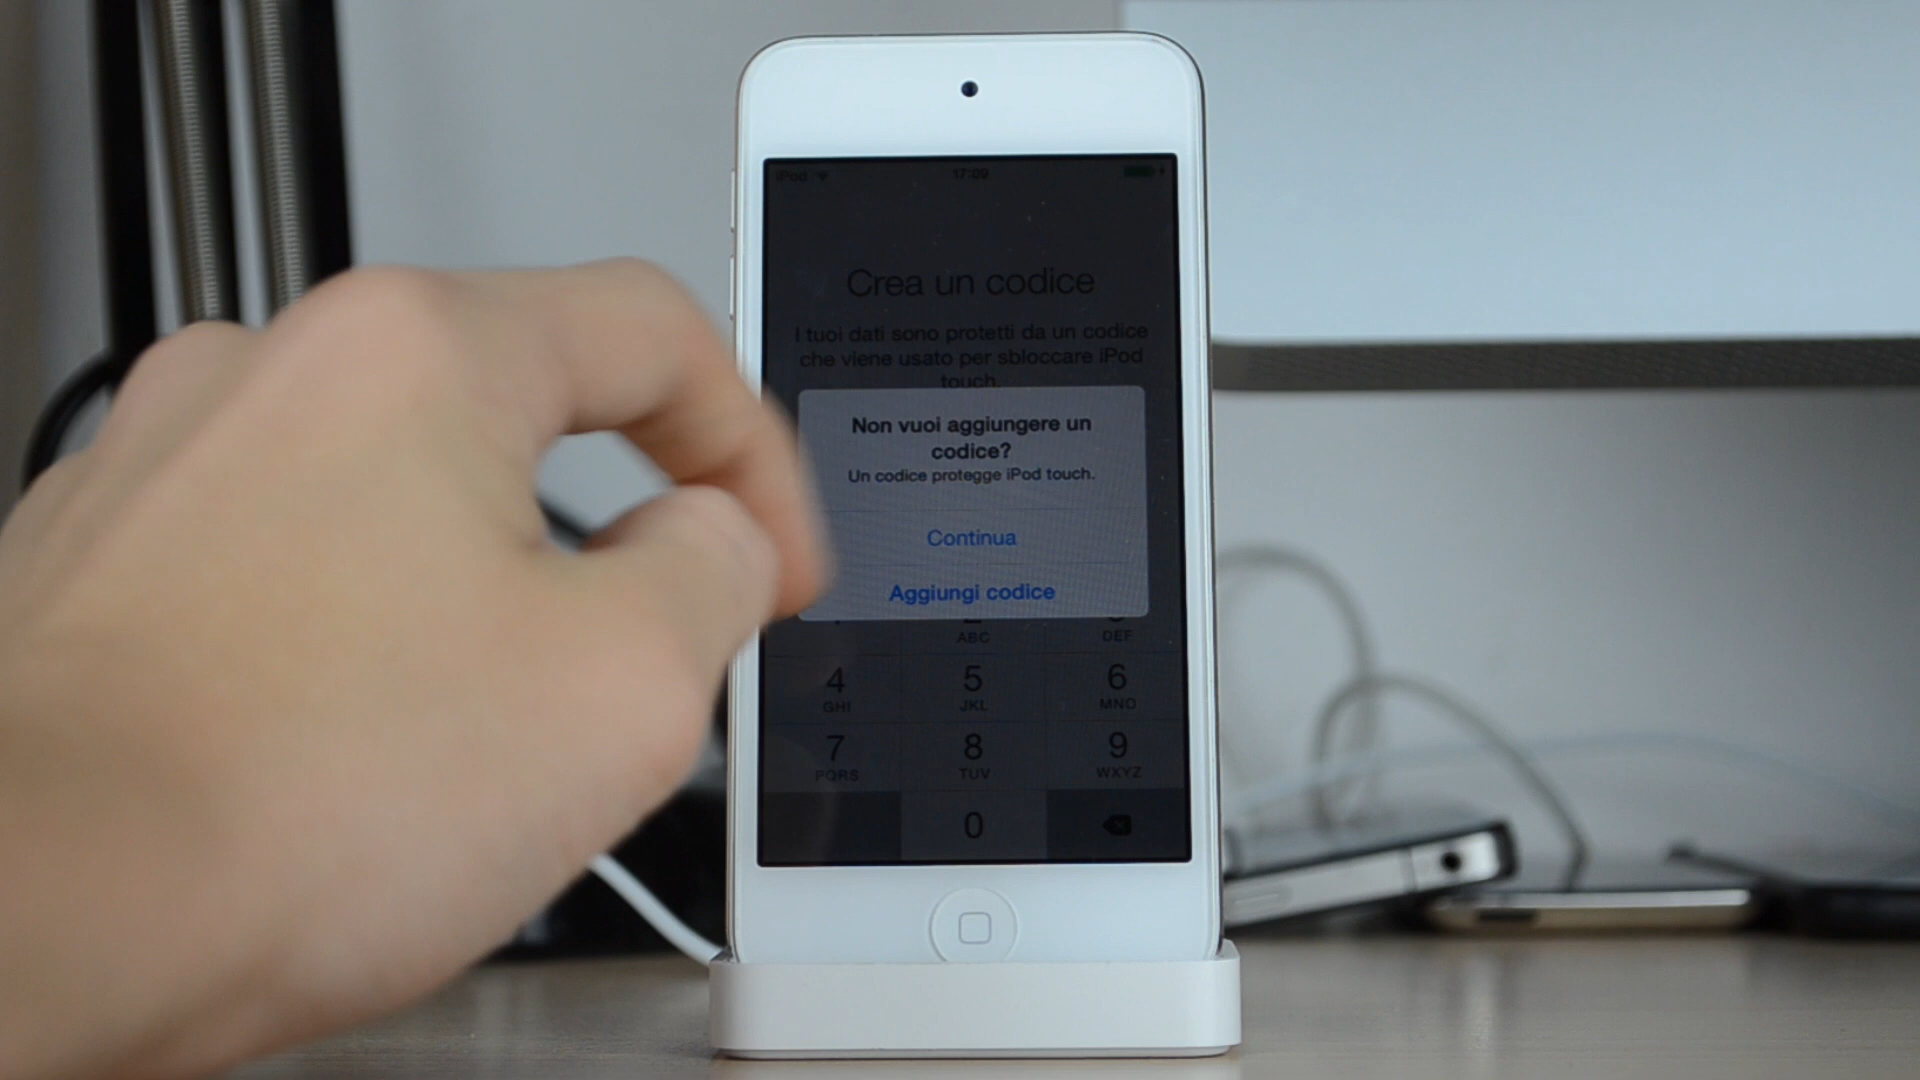 iPod 17:09
Crea un codice
I tuoi dati sono protetti da un codice
che viene usato per sbloccare iPod
touch.
Non vuoi aggiungere un
codice?
Un codice protegge iPod touch.
Continua
Aggiungi codice
ABC DEF
4 5 6
GHI JKL MNO
7 8 9
PQRS TUV WXYZ
0